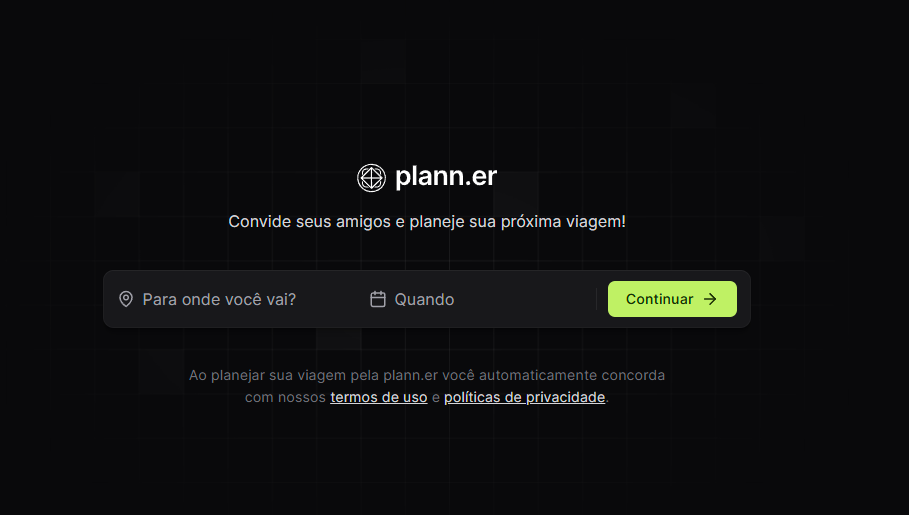 plann.er
Convide seus amigos e planeje sua próxima viagem!
Para onde você vai? Quando Continuar
Ao planejar sua viagem pela plann.er você automaticamente concorda
com nossos termos de uso e políticas de privacidade.